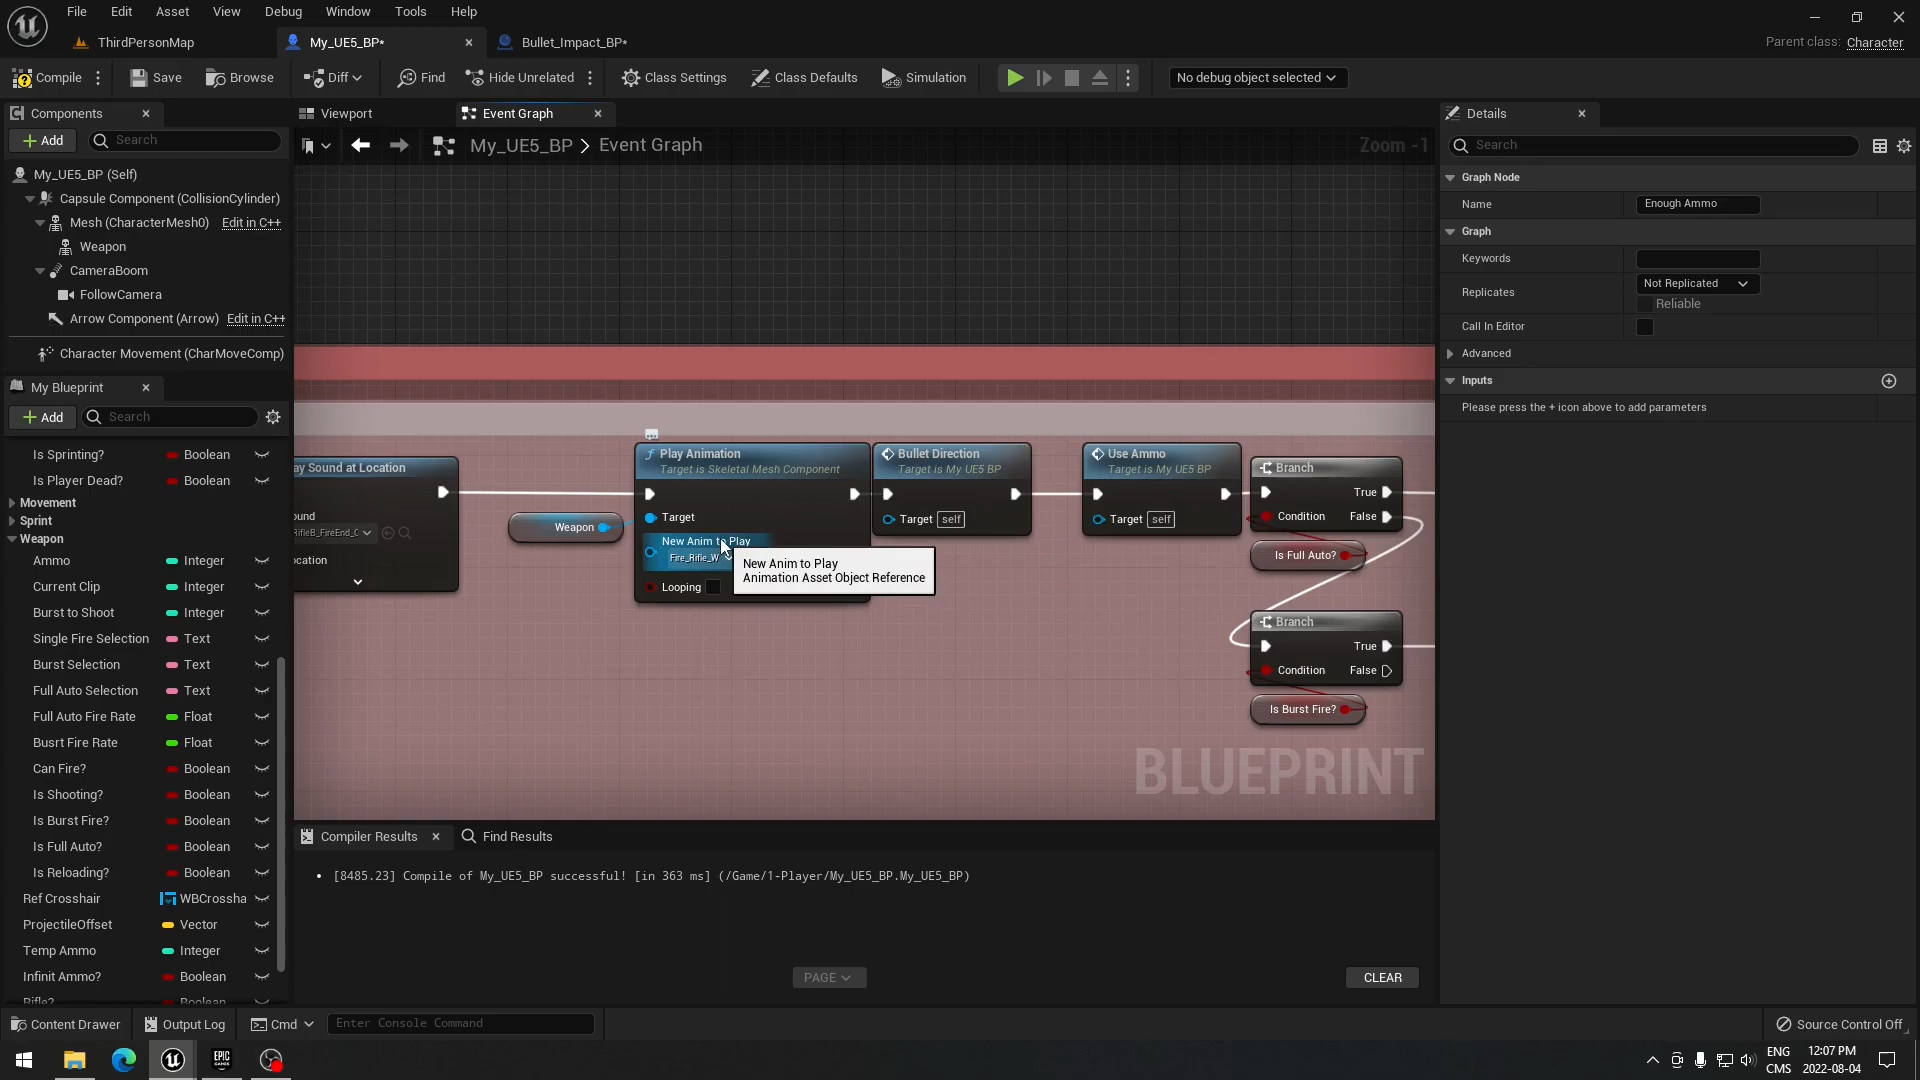 File Edit Asset View Debug Window Tools Help
ThirdPersonMap My_UE5_BP* Bullet_Impact_BP* Parent class: Character
Compile Save Browse Diff Find Hide Unrelated Class Settings Class Defaults Simulation No debug object selected
Components Viewport Event Graph Details
Add Search My_UE5_BP > Event Graph Zoom -1 Search
My_UE5_BP (Self)
Capsule Component (CollisionCylinder)
Mesh (CharacterMesh0) Edit in C++
Weapon
CameraBoom
FollowCamera
Arrow Component (Arrow) Edit in C++
Character Movement (CharMoveComp)
My Blueprint
Add Search
Is Sprinting? Boolean
Is Player Dead? Boolean
Movement
Sprint
Weapon
Ammo Integer
Current Clip Integer
Burst to Shoot Integer
Single Fire Selection Text
Burst Selection Text
Full Auto Selection Text
Full Auto Fire Rate Float
Busrt Fire Rate Float
Can Fire? Boolean
Is Shooting? Boolean
Is Burst Fire? Boolean
Is Full Auto? Boolean
Is Reloading? Boolean
Ref Crosshair WBCrossha
ProjectileOffset Vector
Temp Ammo Integer
Infinit Ammo? Boolean
Rifle? Boolean
ay Sound at Location
ound
RifleB_FireEnd_C
ocation
Weapon
Play Animation
Target is Skeletal Mesh Component
Target
New Anim to Play
Fire_Rifle_W
Looping
New Anim to Play
Animation Asset Object Reference
Bullet Direction
Target is My UE5 BP
Target self
Use Ammo
Target is My UE5 BP
Target self
Branch
True
Condition False
Is Full Auto?
Branch
True
Condition False
Is Burst Fire?
BLUEPRINT
Graph Node
Name Enough Ammo
Graph
Keywords
Replicates Not Replicated
Reliable
Call In Editor
Advanced
Inputs
Please press the + icon above to add parameters
Compiler Results Find Results
[8485.23] Compile of My_UE5_BP successful! [in 363 ms] (/Game/1-Player/My_UE5_BP.My_UE5_BP)
PAGE CLEAR
Content Drawer Output Log Cmd Enter Console Command Source Control Off
EPIC GAMES ENG 12:07 PM
CMS 2022-08-04